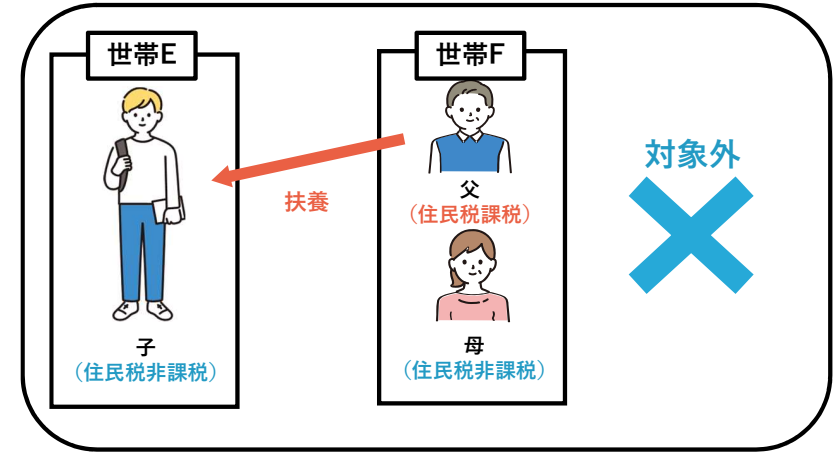 世帯E
世帯F
対象外
扶養
父
（住民税課税）
子
（住民税非課税）
母
（住民税非課税）